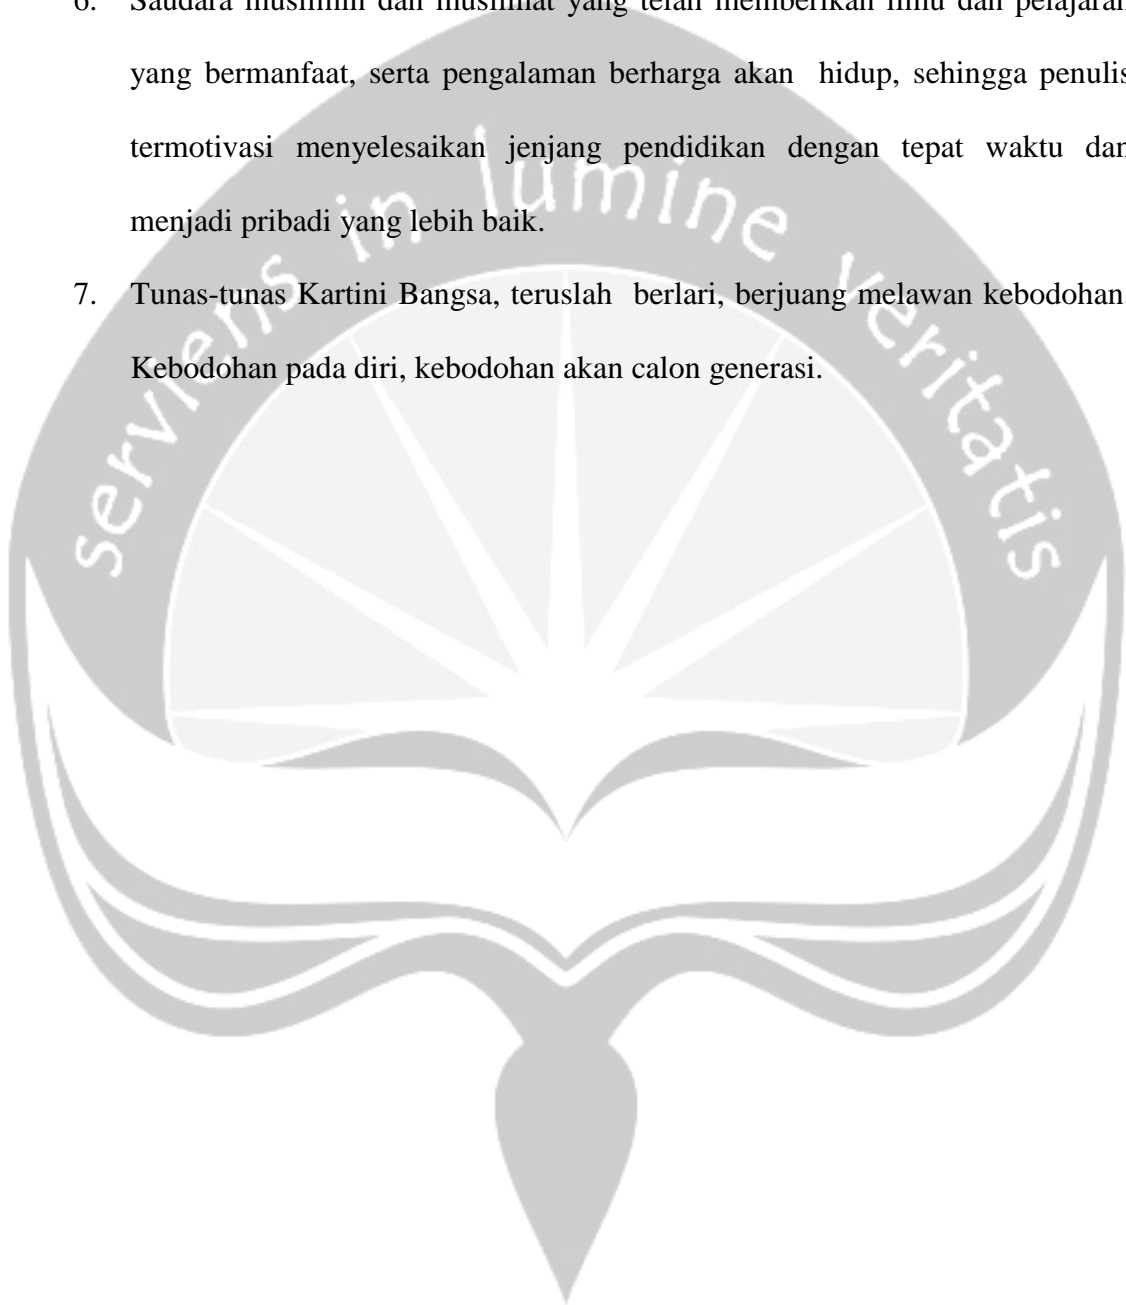 6. Saudara muslimin dan muslimat yang telah memberikan ilmu dan pelajaran
yang bermanfaat, serta pengalaman berharga akan hidup, sehingga penulis
termotivasi menyelesaikan jenjang pendidikan dengan tepat waktu dan
menjadi pribadi yang lebih baik.
7. Tunas-tunas Kartini Bangsa, teruslah berlari, berjuang melawan kebodohan.
Kebodohan pada diri, kebodohan akan calon generasi.
serviens in lumine veritatis